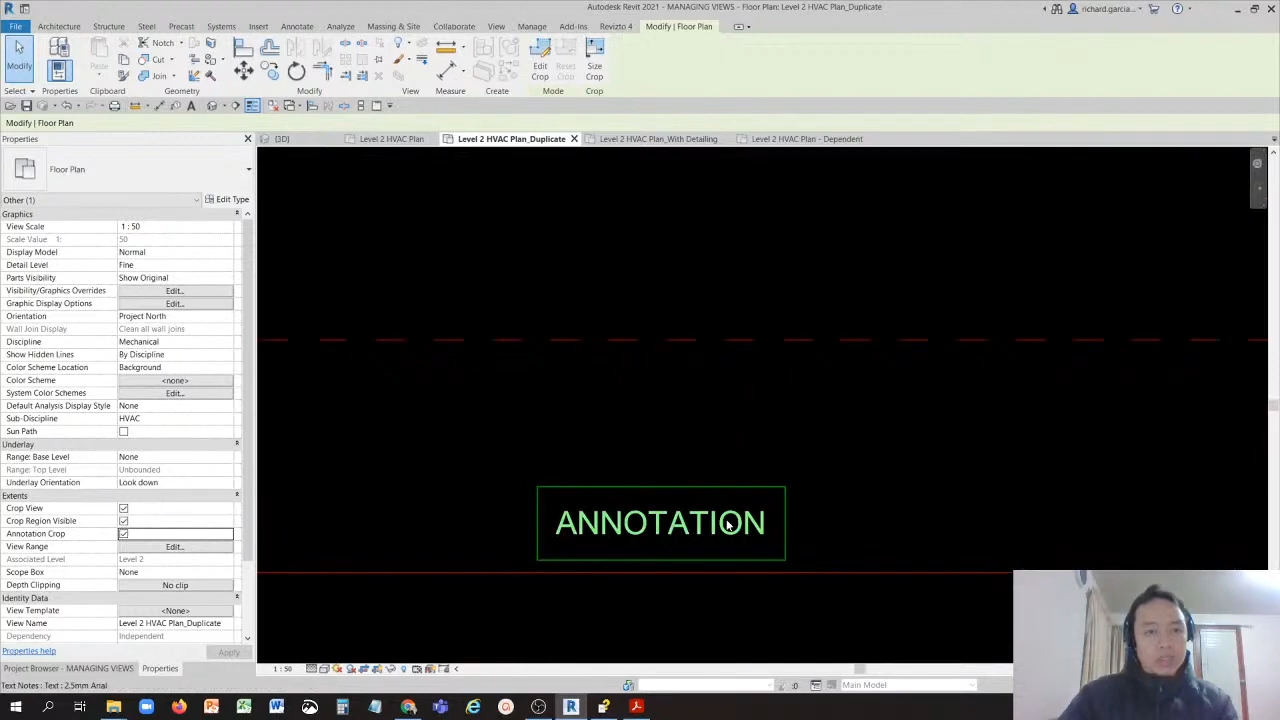 Autodesk Revit 2021 - MANAGING VIEWS - Floor Plan: Level 2 HVAC Plan_Duplicate
richard.garcia...
File Architecture Structure Steel Precast Systems Insert Annotate Analyze Massing & Site Collaborate View Manage Add-Ins Revizto 4 Modify | Floor Plan
Modify
Paste
Notes
Cut
Join
Edit Crop
Reset Crop
Size Crop
Select Properties Clipboard Geometry Modify View Measure Create Mode Crop
Modify | Floor Plan
Properties
{3D} Level 2 HVAC Plan Level 2 HVAC Plan_Duplicate Level 2 HVAC Plan_With Detailing Level 2 HVAC Plan - Dependent
Floor Plan
Other (1) Edit Type
Graphics
View Scale 1 : 50
Scale Value 1: 50
Display Model Normal
Detail Level Fine
Parts Visibility Show Original
Visibility/Graphics Overrides Edit...
Graphic Display Options Edit...
Orientation Project North
Wall Join Display Clean all wall joins
Discipline Mechanical
Show Hidden Lines By Discipline
Color Scheme Location Background
Color Scheme <none>
System Color Schemes Edit...
Default Analysis Display Style None
Sub-Discipline HVAC
Sun Path
Underlay
Range: Base Level None
Range: Top Level Unbounded
Underlay Orientation Look down
Extents
Crop View
Crop Region Visible
Annotation Crop
View Range Edit...
Associated Level Level 2
Scope Box None
Depth Clipping No clip
Identity Data
View Template <None>
View Name Level 2 HVAC Plan_Duplicate
Dependency Independent
Properties help Apply
ANNOTATION
Project Browser - MANAGING VIEWS Properties
1 : 50
Text Notes : Text : 2.5mm Arial
:0
Main Model